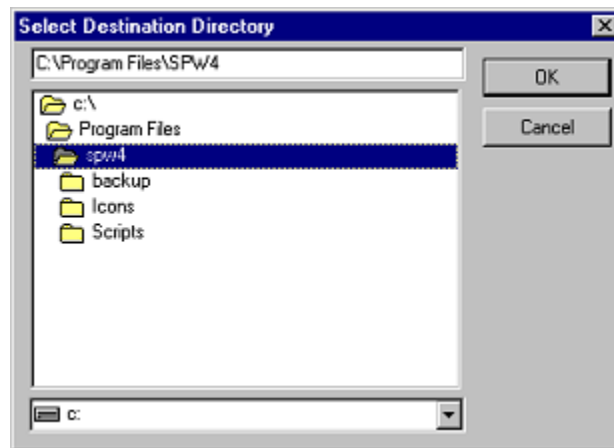 Select Destination Directory
C:\Program Files\SPW4
OK
c:\
Program Files
Cancel
spw4
backup
Icons
Scripts
c: